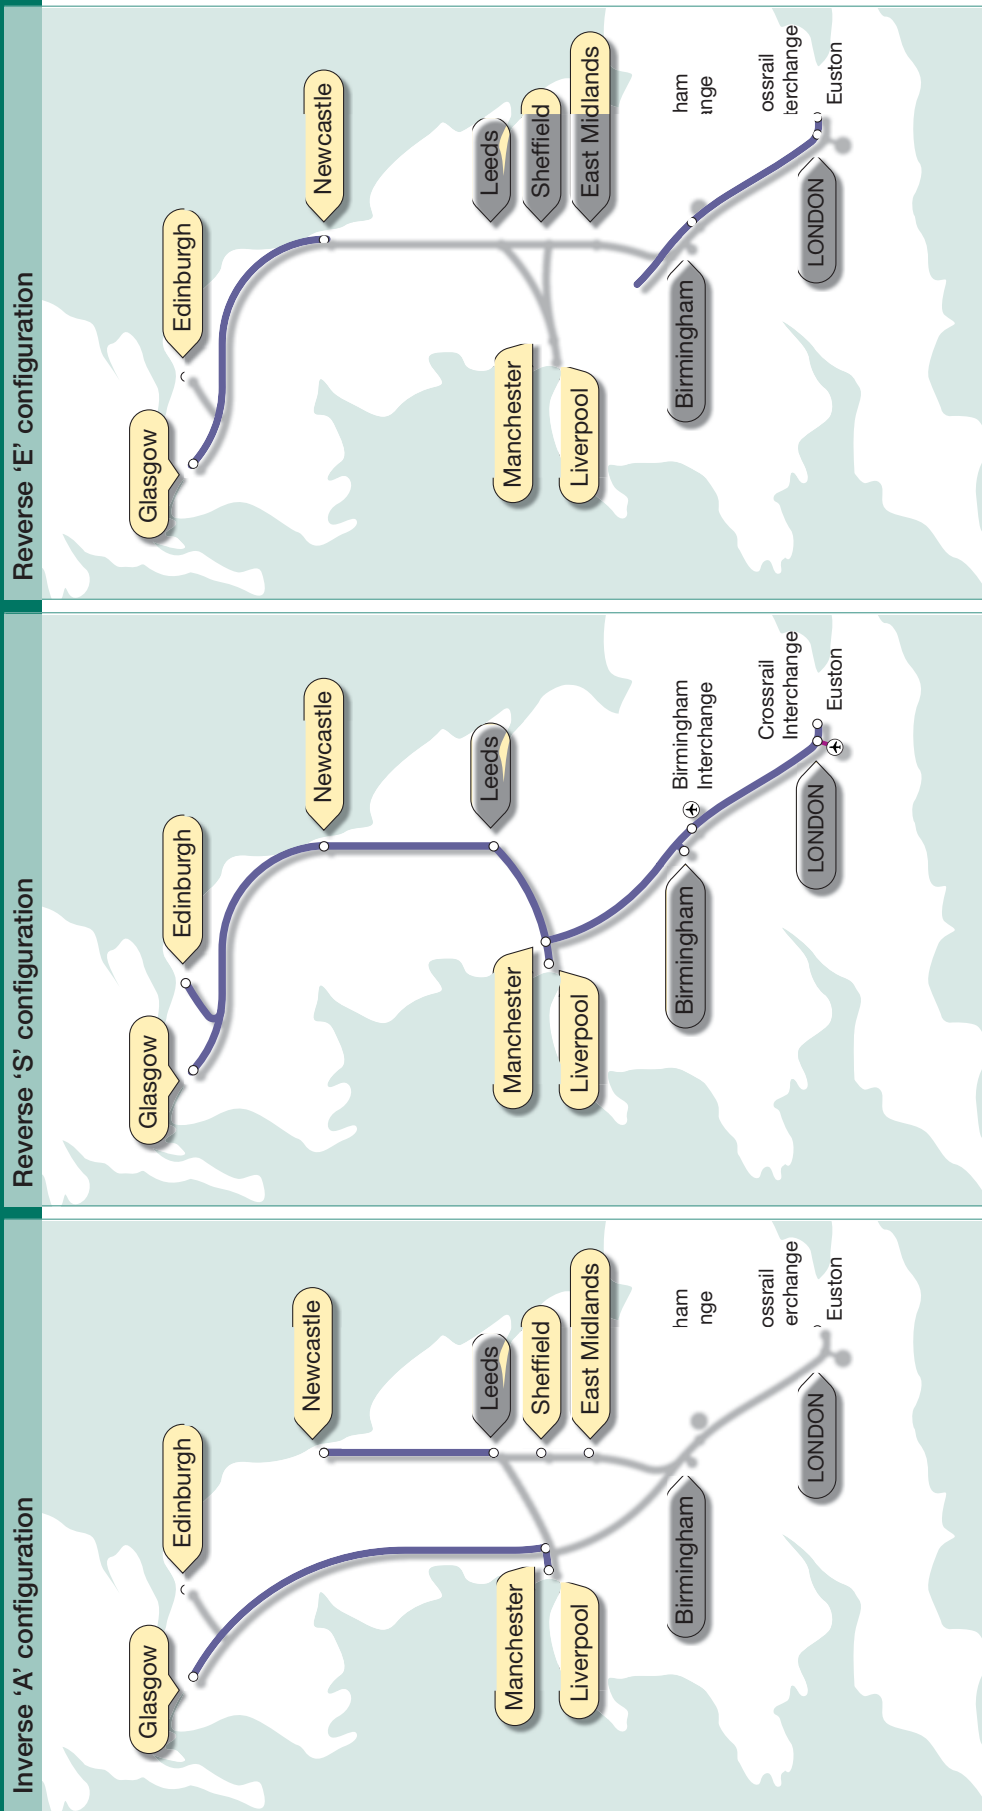 Inverse ‘A’ configuration
Glasgow
Edinburgh
Newcastle
Leeds
Sheffield
East Midlands
Manchester
Liverpool
Birmingham
ham
nge
ossrail
erchange
Euston
LONDON
Reverse ‘S’ configuration
Glasgow
Edinburgh
Newcastle
Leeds
Manchester
Liverpool
Birmingham
Birmingham
Interchange
Crossrail
Interchange
Euston
LONDON
Reverse ‘E’ configuration
Glasgow
Edinburgh
Newcastle
Leeds
Sheffield
East Midlands
Manchester
Liverpool
Birmingham
ham
ange
ossrail
terchange
Euston
LONDON